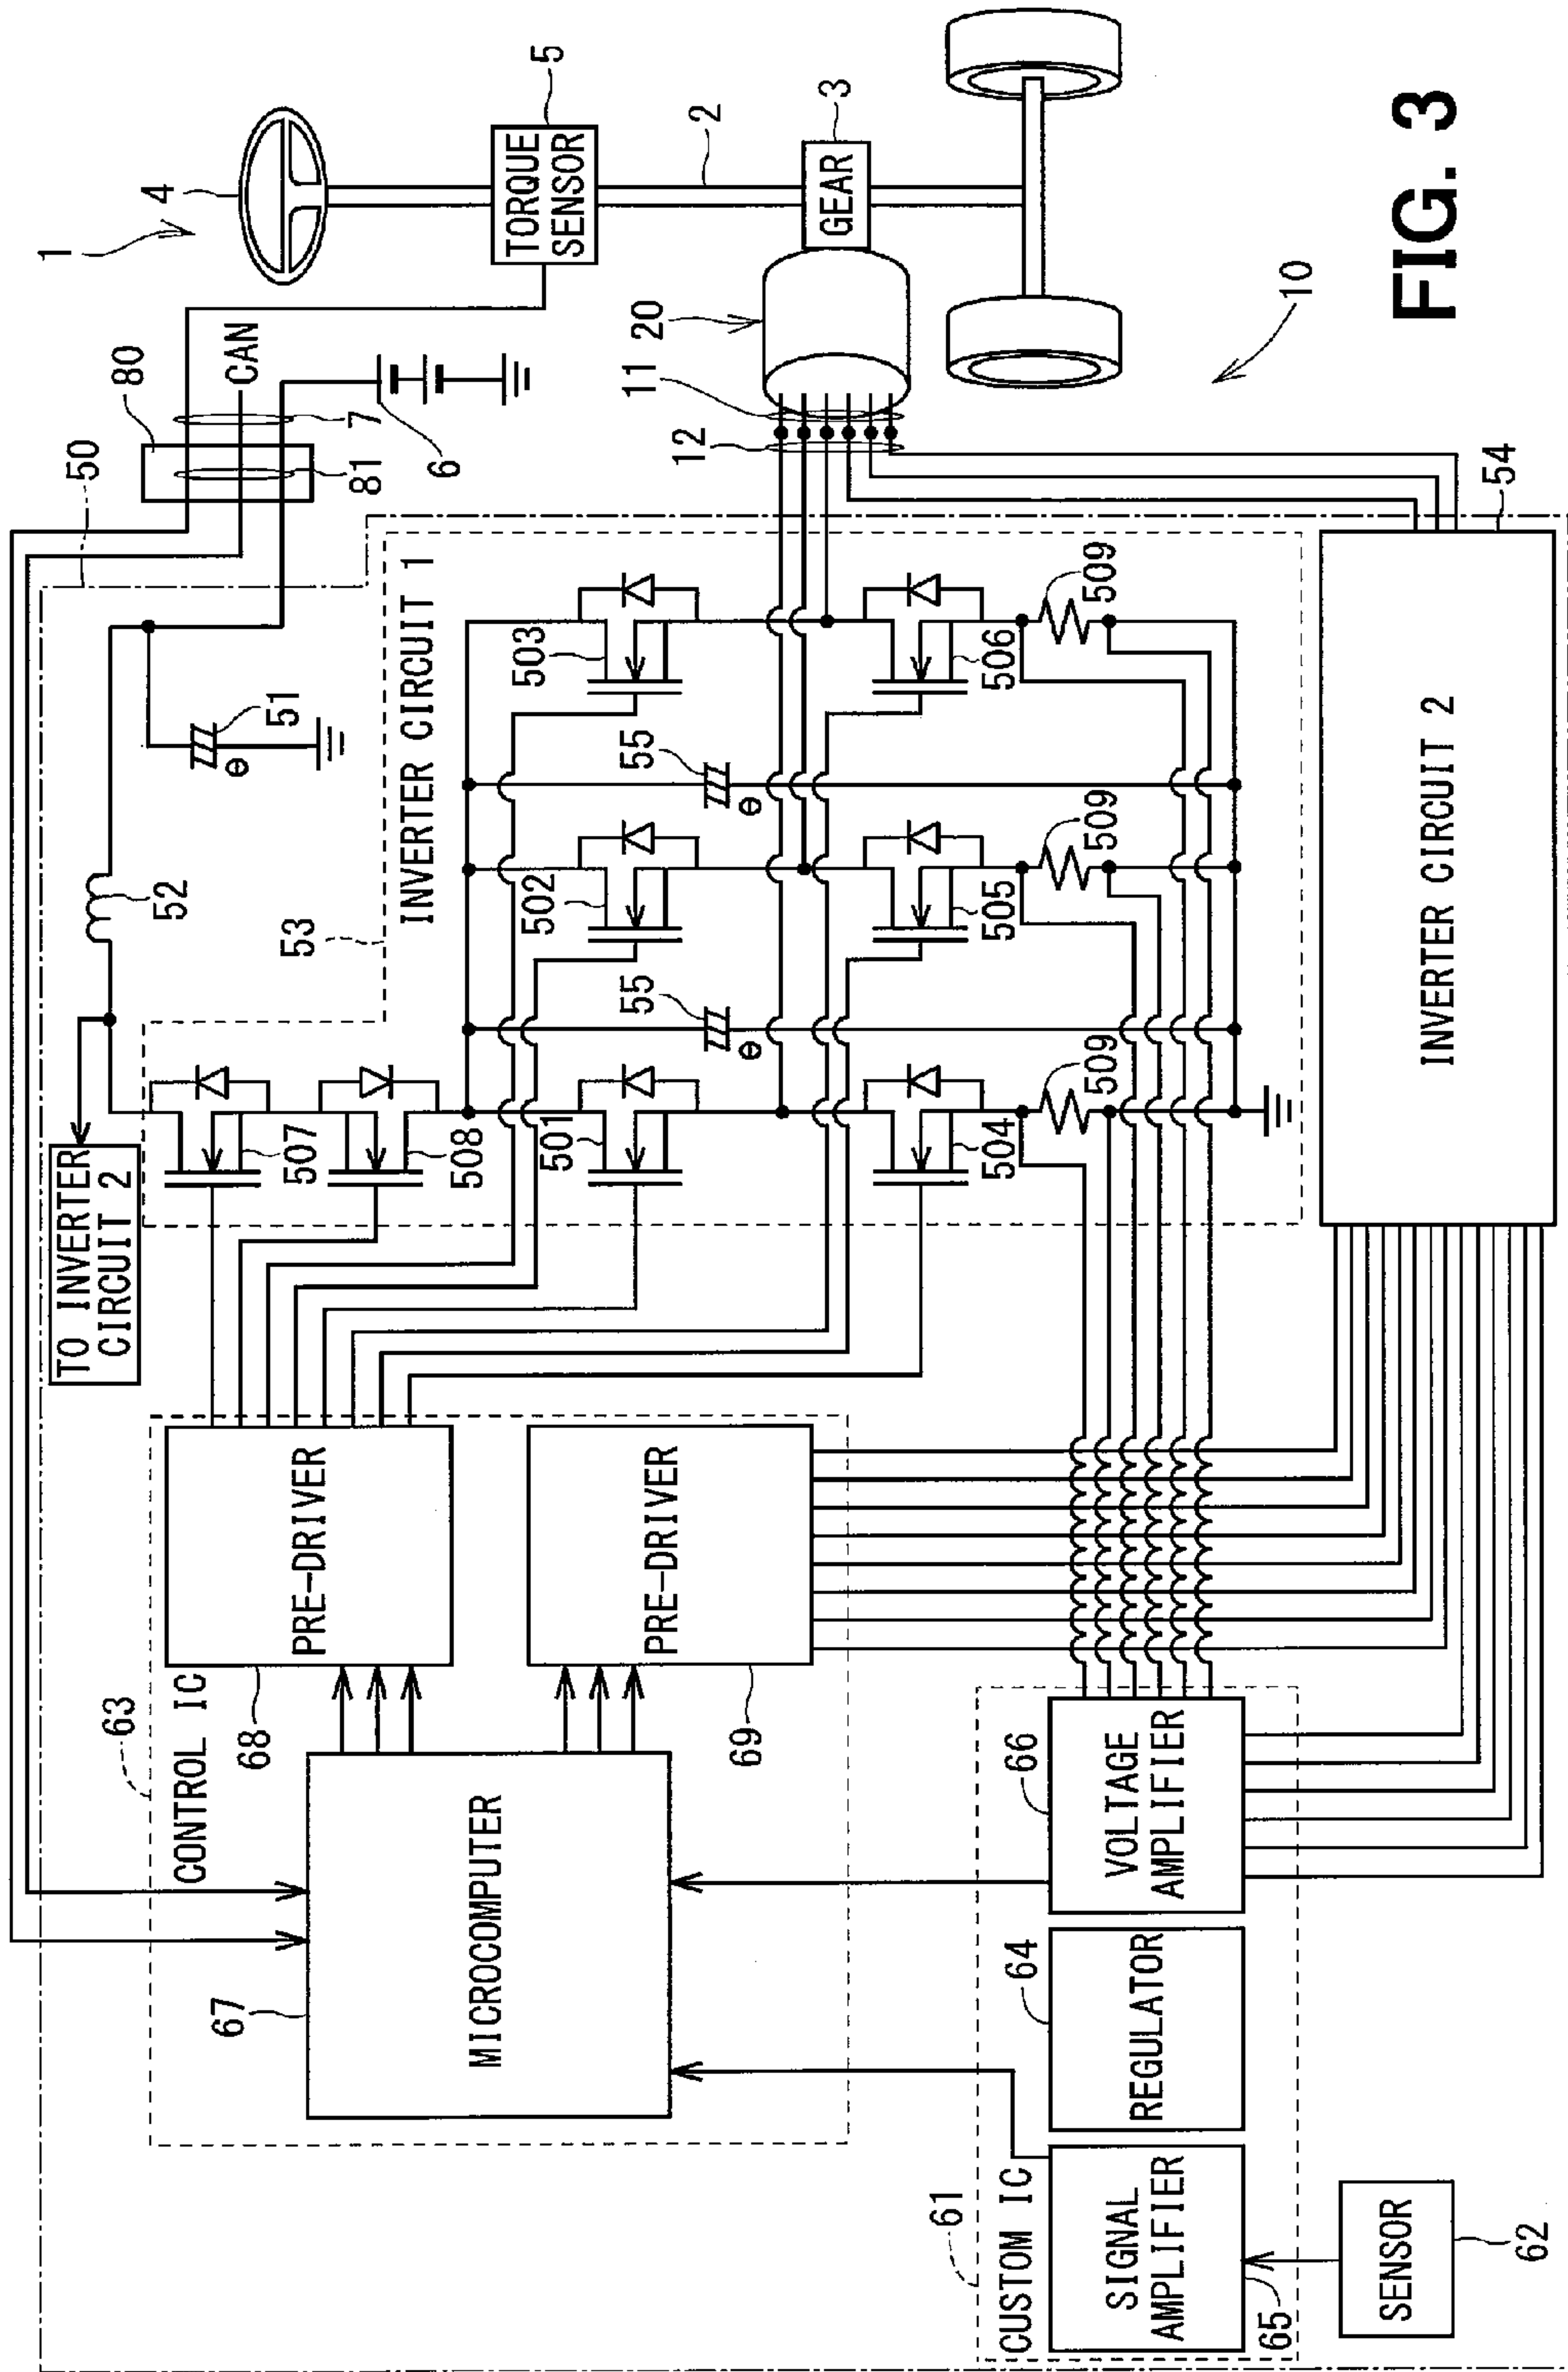 FIG. 3
1
4
5
TORQUE
SENSOR
2
3
GEAR
20
10
11
12
80
CAN
7
81
6
50
TO INVERTER
CIRCUIT 2
52
51
⊖
53
INVERTER CIRCUIT 1
507
508
501
502
503
55
⊖
55
⊖
504
505
506
509
509
509
54
INVERTER CIRCUIT 2
63
CONTROL IC
67
MICROCOMPUTER
68
PRE-DRIVER
69
PRE-DRIVER
61
CUSTOM IC
65
SIGNAL
AMPLIFIER
64
REGULATOR
66
VOLTAGE
AMPLIFIER
62
SENSOR